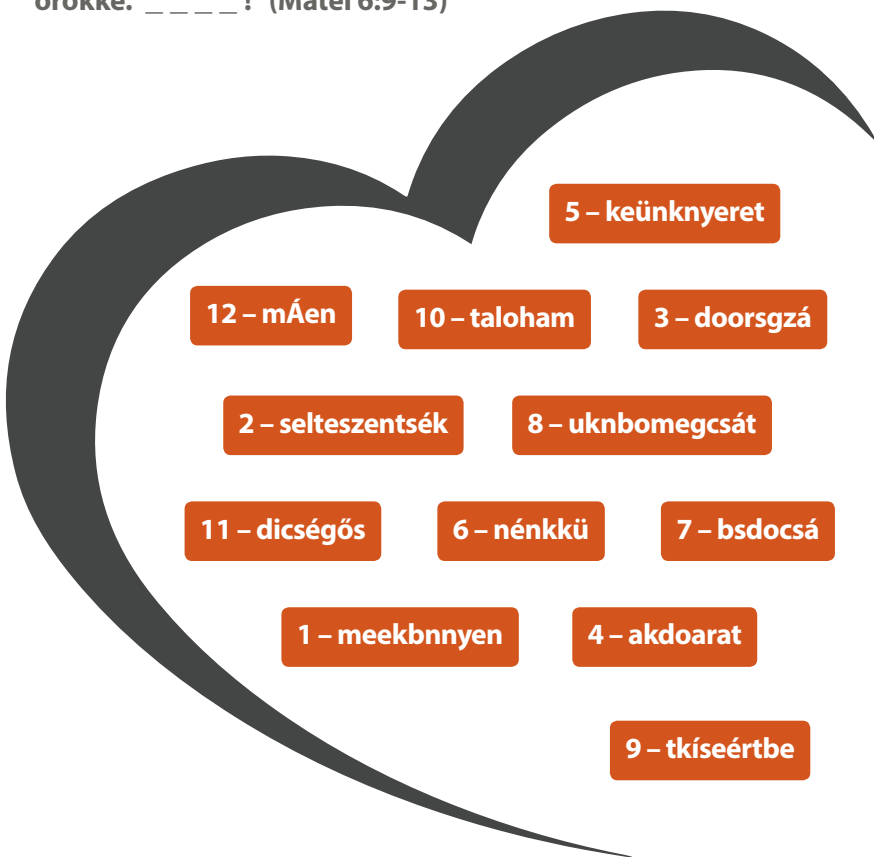 örökké. _ _ _ _ ! (Mátéi 6:9-13)
5 – keünknyeret
12 – mÁen
10 – taloham
3 – doorsgzá
2 – selteszentsék
8 – uknbomegcsát
11 – dicségős
6 – nénkkü
7 – bsdocsá
1 – meekbnnyen
4 – akdoarat
9 – tkíseértbe